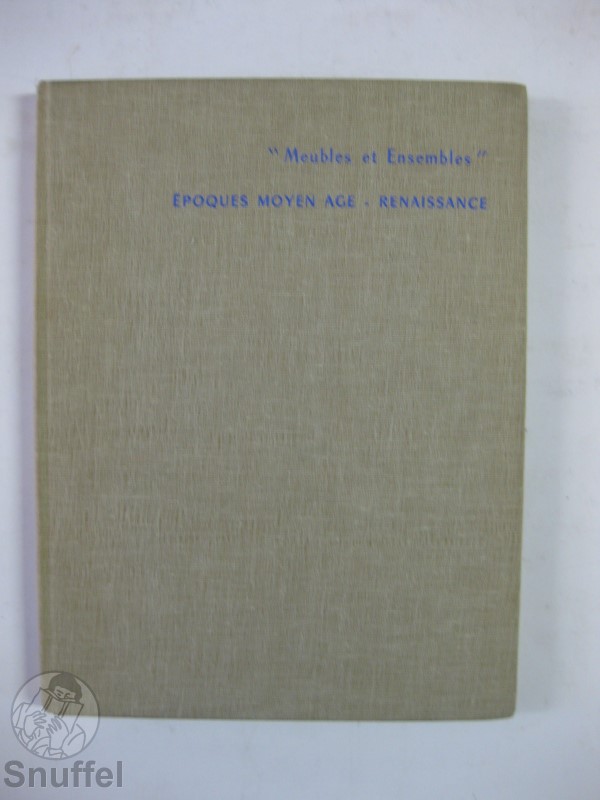 "Meubles et Ensembles"
ÉPOQUES MOYEN AGE - RENAISSANCE
Snuffel